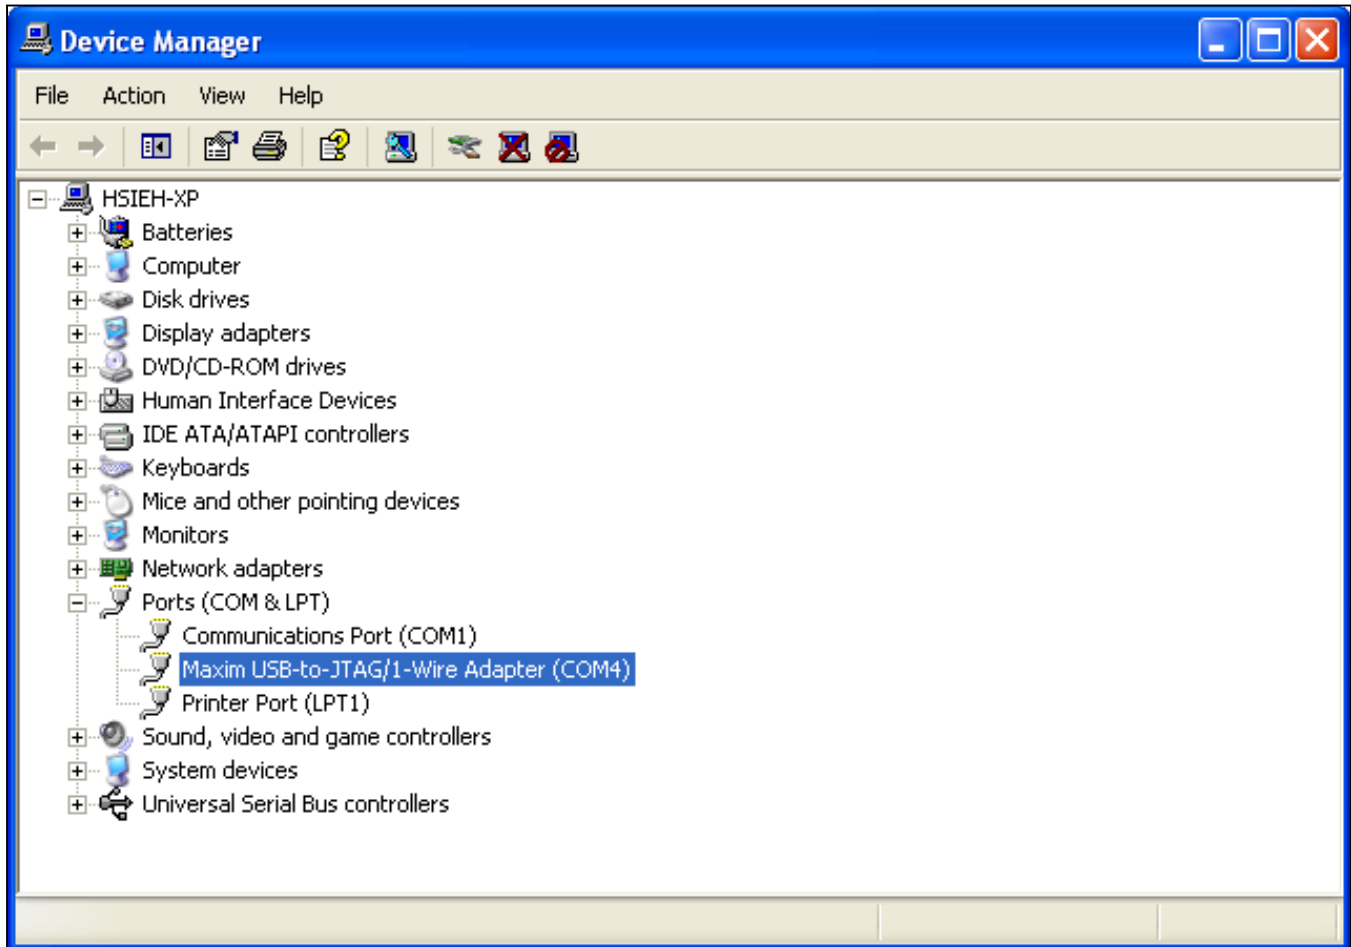 Device Manager
File Action View Help
HSIEH-XP
Batteries
Computer
Disk drives
Display adapters
DVD/CD-ROM drives
Human Interface Devices
IDE ATA/ATAPI controllers
Keyboards
Mice and other pointing devices
Monitors
Network adapters
Ports (COM & LPT)
Communications Port (COM1)
Maxim USB-to-JTAG/1-Wire Adapter (COM4)
Printer Port (LPT1)
Sound, video and game controllers
System devices
Universal Serial Bus controllers